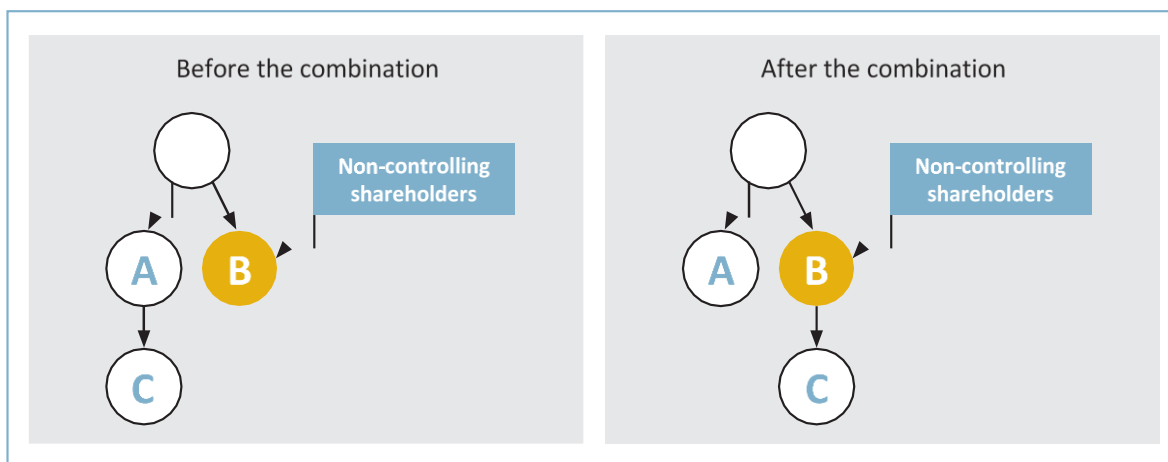 Before the combination
Non-controlling
shareholders
A
B
C
After the combination
Non-controlling
shareholders
A
B
C